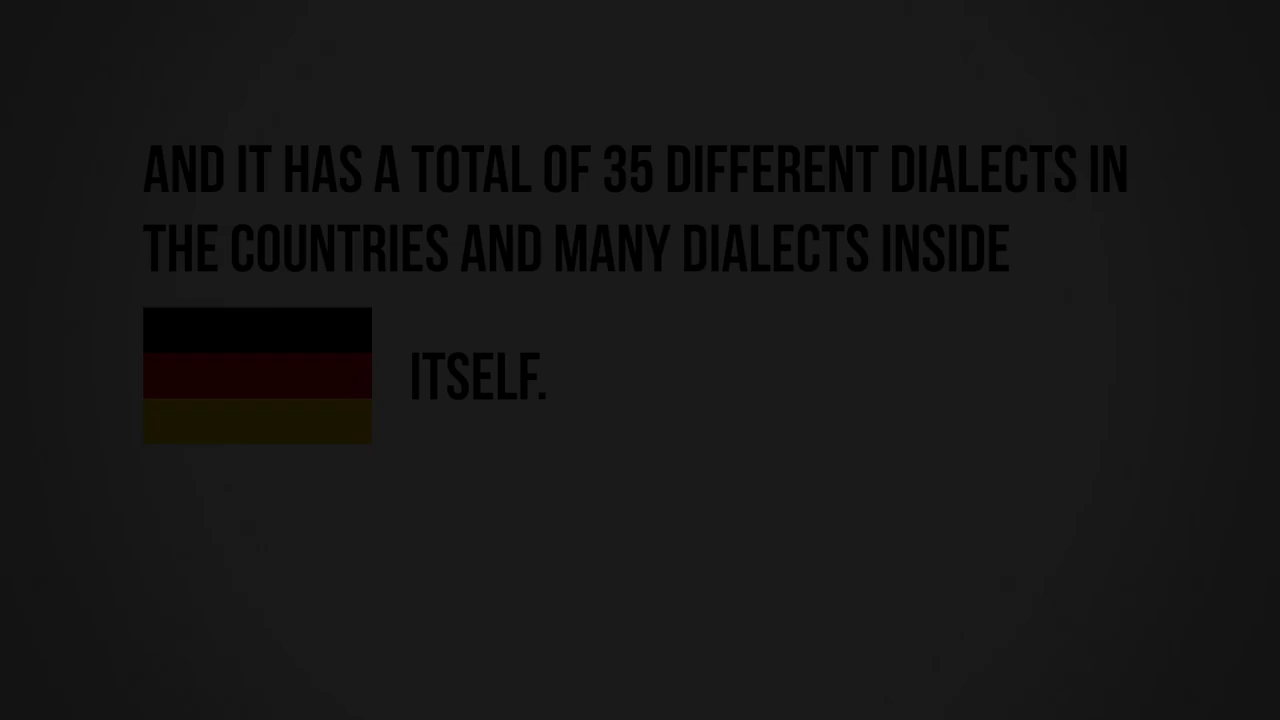 AND IT HAS A TOTAL OF 35 DIFFERENT DIALECTS IN
THE COUNTRIES AND MANY DIALECTS INSIDE
ITSELF.